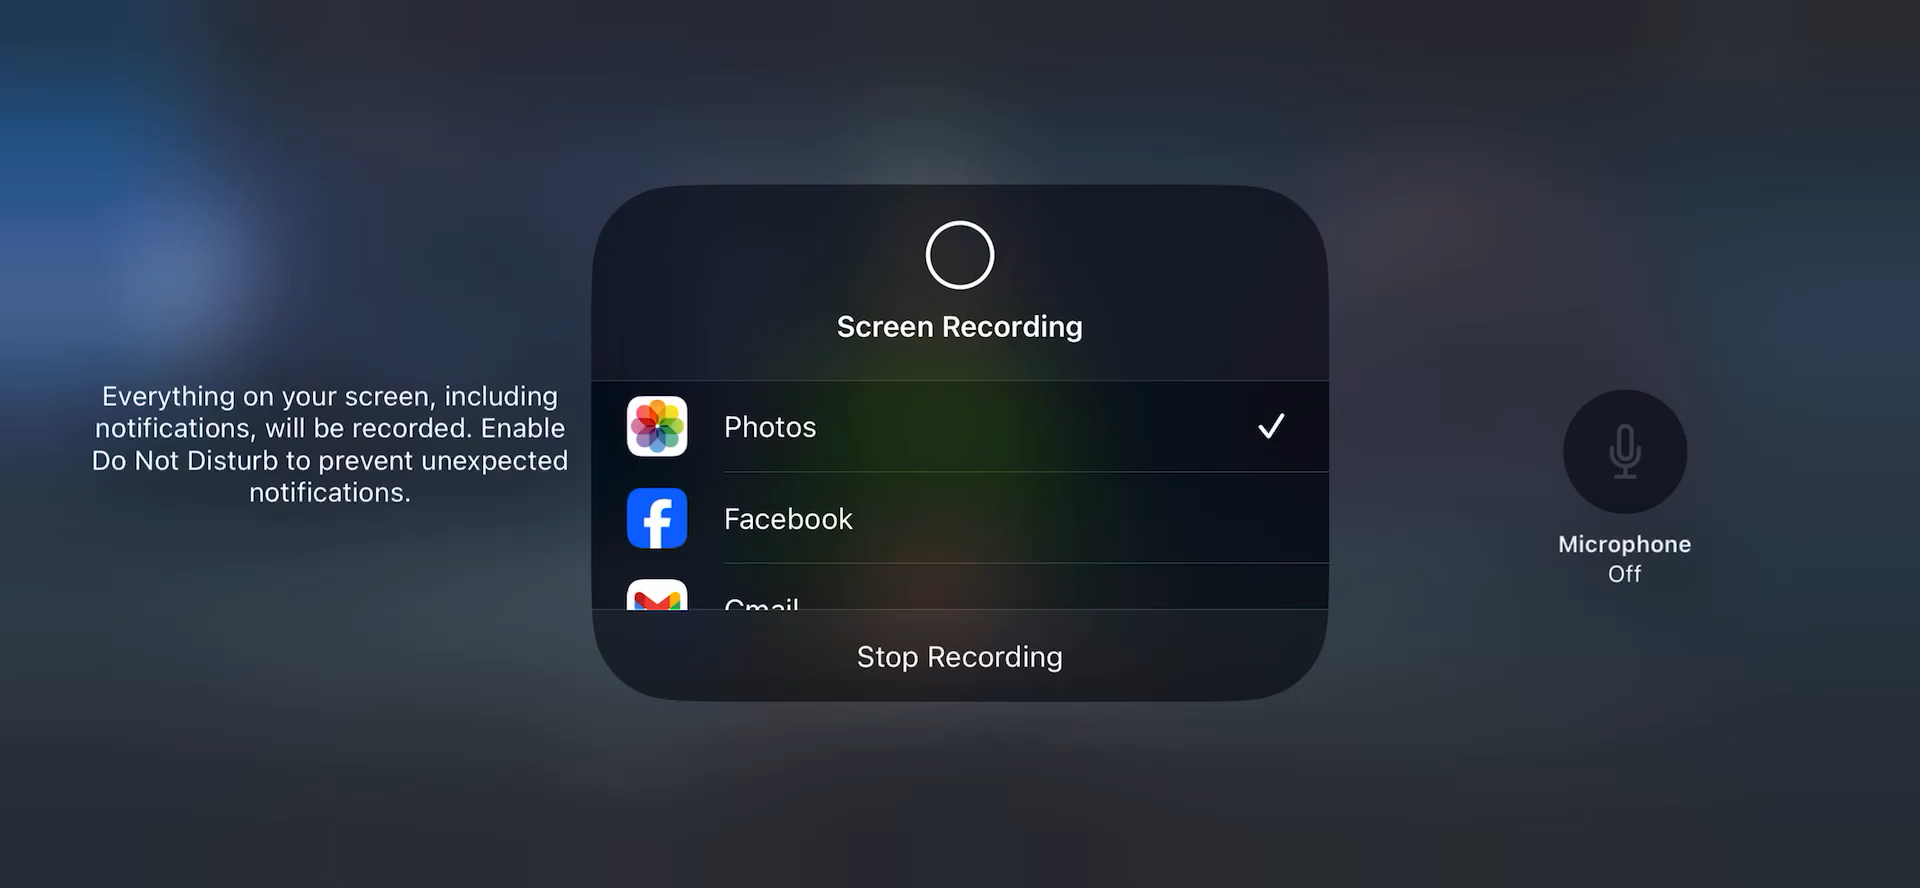 Screen Recording
Everything on your screen, including
notifications, will be recorded. Enable
Do Not Disturb to prevent unexpected
notifications.
Photos
Facebook
Gmail
Stop Recording
Microphone
Off